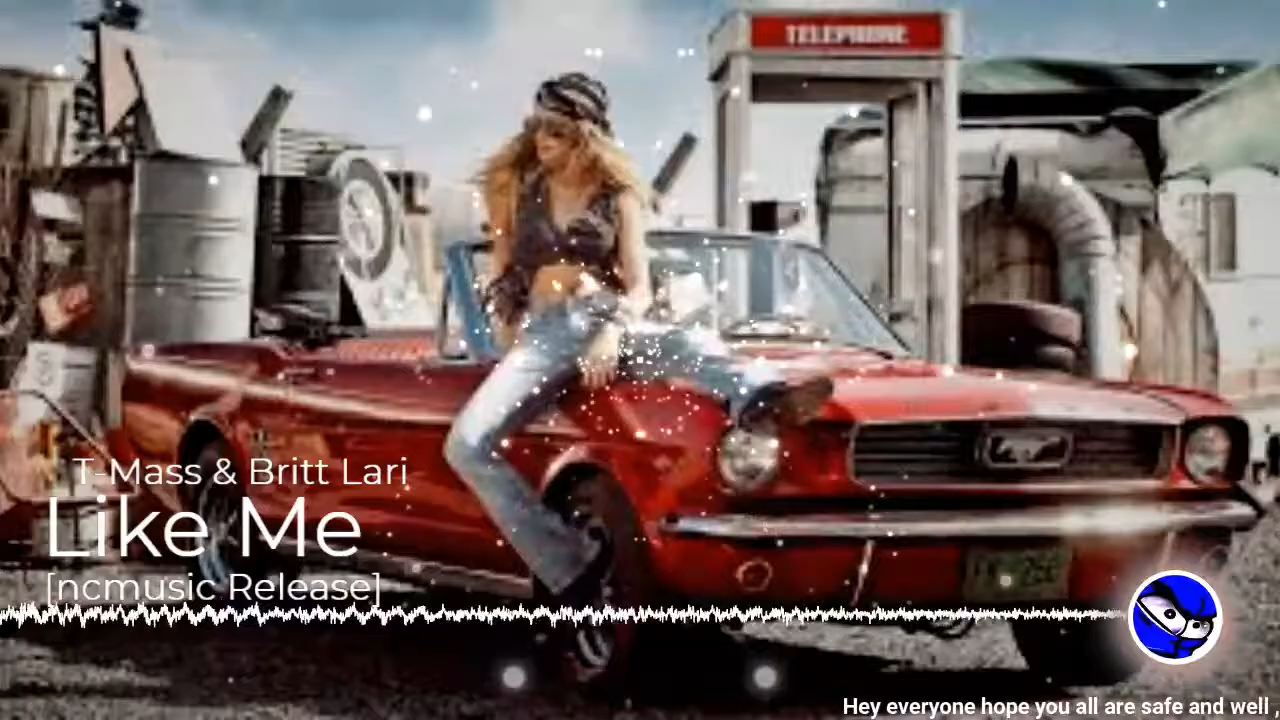 TELEPHONE
T-Mass & Britt Lari
Like Me
[ncmusic Release]
Hey everyone hope you all are safe and well ,